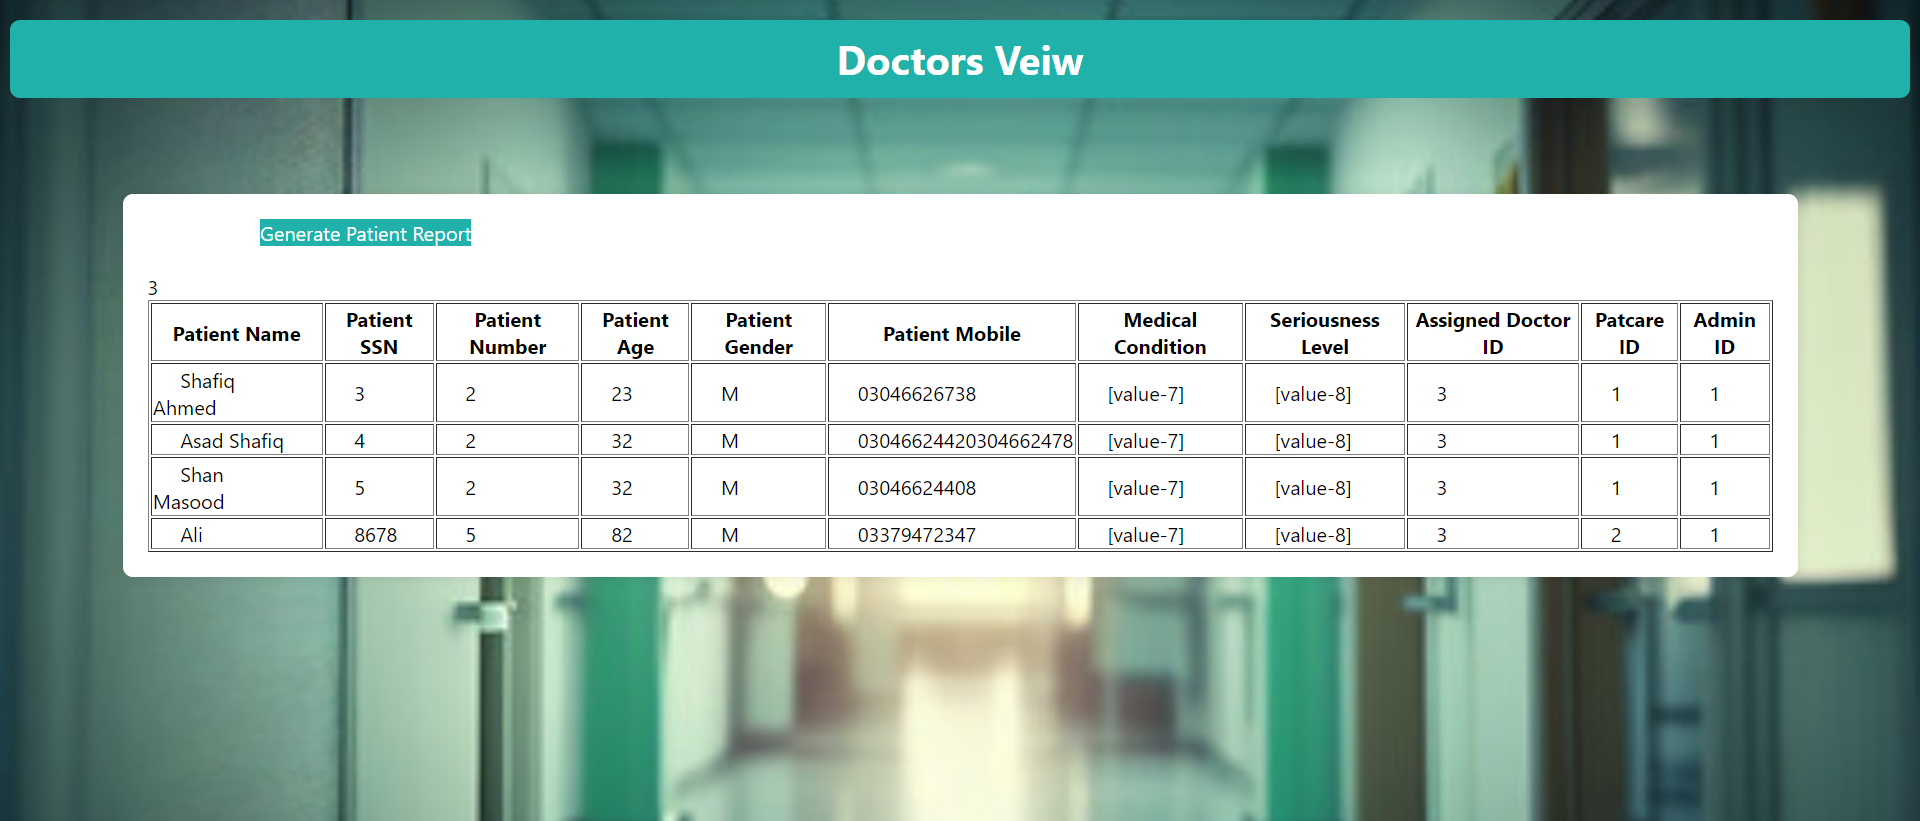 Doctors Veiw
Generate Patient Report
3
Patient Name Patient SSN Patient Number Patient Age Patient Gender Patient Mobile Medical Condition Seriousness Level Assigned Doctor ID Patcare ID Admin ID
Shafiq Ahmed 3 2 23 M 03046626738 [value-7] [value-8] 3 1 1
Asad Shafiq 4 2 32 M 03046624420304662478 [value-7] [value-8] 3 1 1
Shan Masood 5 2 32 M 03046624408 [value-7] [value-8] 3 1 1
Ali 8678 5 82 M 03379472347 [value-7] [value-8] 3 2 1